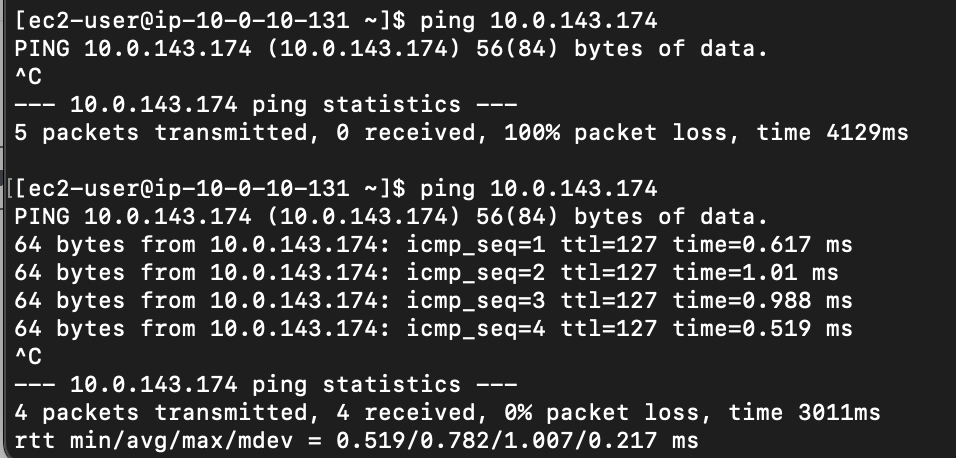 [ec2-user@ip-10-0-10-131 ~]$ ping 10.0.143.174
PING 10.0.143.174 (10.0.143.174) 56(84) bytes of data.
^C
--- 10.0.143.174 ping statistics ---
5 packets transmitted, 0 received, 100% packet loss, time 4129ms

[[ec2-user@ip-10-0-10-131 ~]$ ping 10.0.143.174
PING 10.0.143.174 (10.0.143.174) 56(84) bytes of data.
64 bytes from 10.0.143.174: icmp_seq=1 ttl=127 time=0.617 ms
64 bytes from 10.0.143.174: icmp_seq=2 ttl=127 time=1.01 ms
64 bytes from 10.0.143.174: icmp_seq=3 ttl=127 time=0.988 ms
64 bytes from 10.0.143.174: icmp_seq=4 ttl=127 time=0.519 ms
^C
--- 10.0.143.174 ping statistics ---
4 packets transmitted, 4 received, 0% packet loss, time 3011ms
rtt min/avg/max/mdev = 0.519/0.782/1.007/0.217 ms